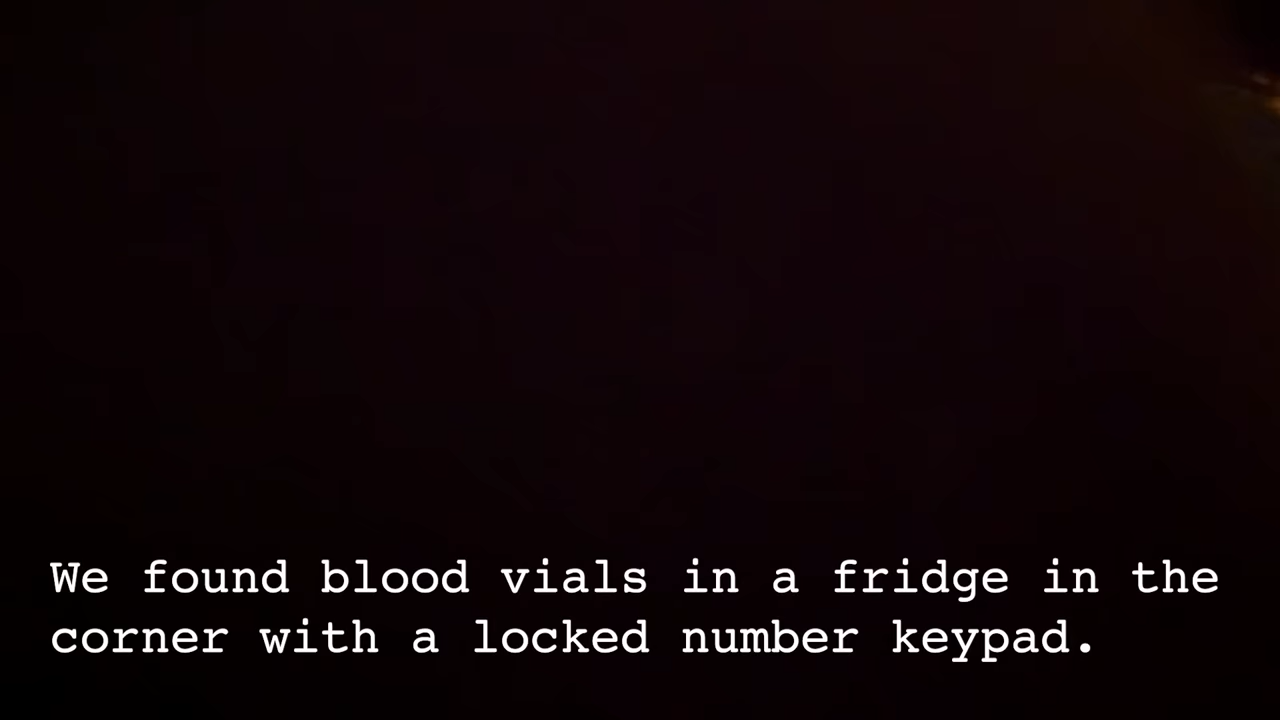 We found blood vials in a fridge in the
corner with a locked number keypad.